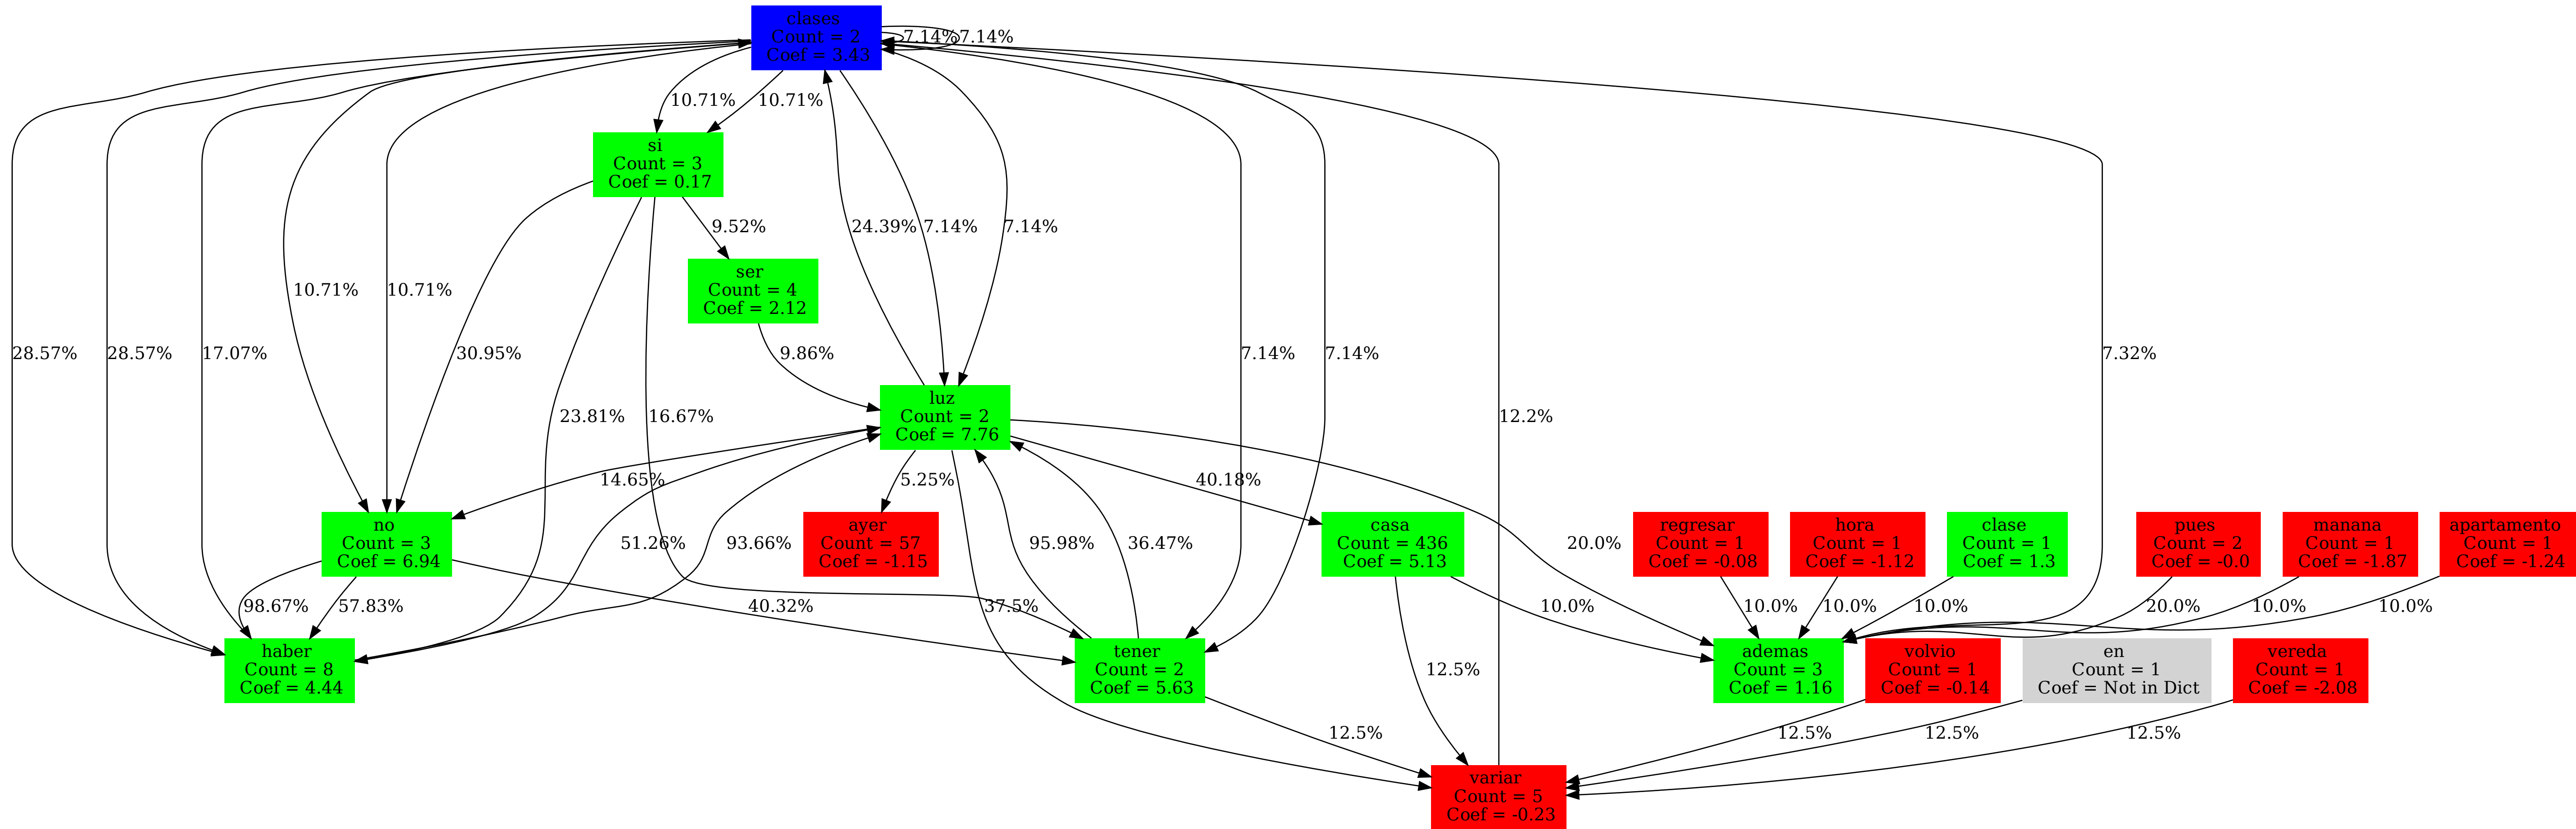 clases
Count = 2
Coef = 3.43
7.14%
7.14%
10.71%
10.71%
si
Count = 3
Coef = 0.17
24.39%
7.14%
7.14%
9.52%
ser
Count = 4
Coef = 2.12
10.71%
10.71%
28.57%
28.57%
17.07%
30.95%
9.86%
7.14%
7.14%
7.32%
luz
Count = 2
Coef = 7.76
23.81%
16.67%
12.2%
14.65%
5.25%
40.18%
no
Count = 3
Coef = 6.94
51.26%
93.66%
ayer
Count = 57
Coef = -1.15
95.98%
36.47%
casa
Count = 436
Coef = 5.13
20.0%
regresar
Count = 1
Coef = -0.08
hora
Count = 1
Coef = -1.12
clase
Count = 1
Coef = 1.3
pues
Count = 2
Coef = -0.0
manana
Count = 1
Coef = -1.87
apartamento
Count = 1
Coef = -1.24
98.67%
57.83%
40.32%
37.5%
10.0%
10.0%
10.0%
10.0%
20.0%
10.0%
10.0%
haber
Count = 8
Coef = 4.44
tener
Count = 2
Coef = 5.63
12.5%
ademas
Count = 3
Coef = 1.16
volvio
Count = 1
Coef = -0.14
en
Count = 1
Coef = Not in Dict
vereda
Count = 1
Coef = -2.08
12.5%
12.5%
12.5%
12.5%
variar
Count = 5
Coef = -0.23